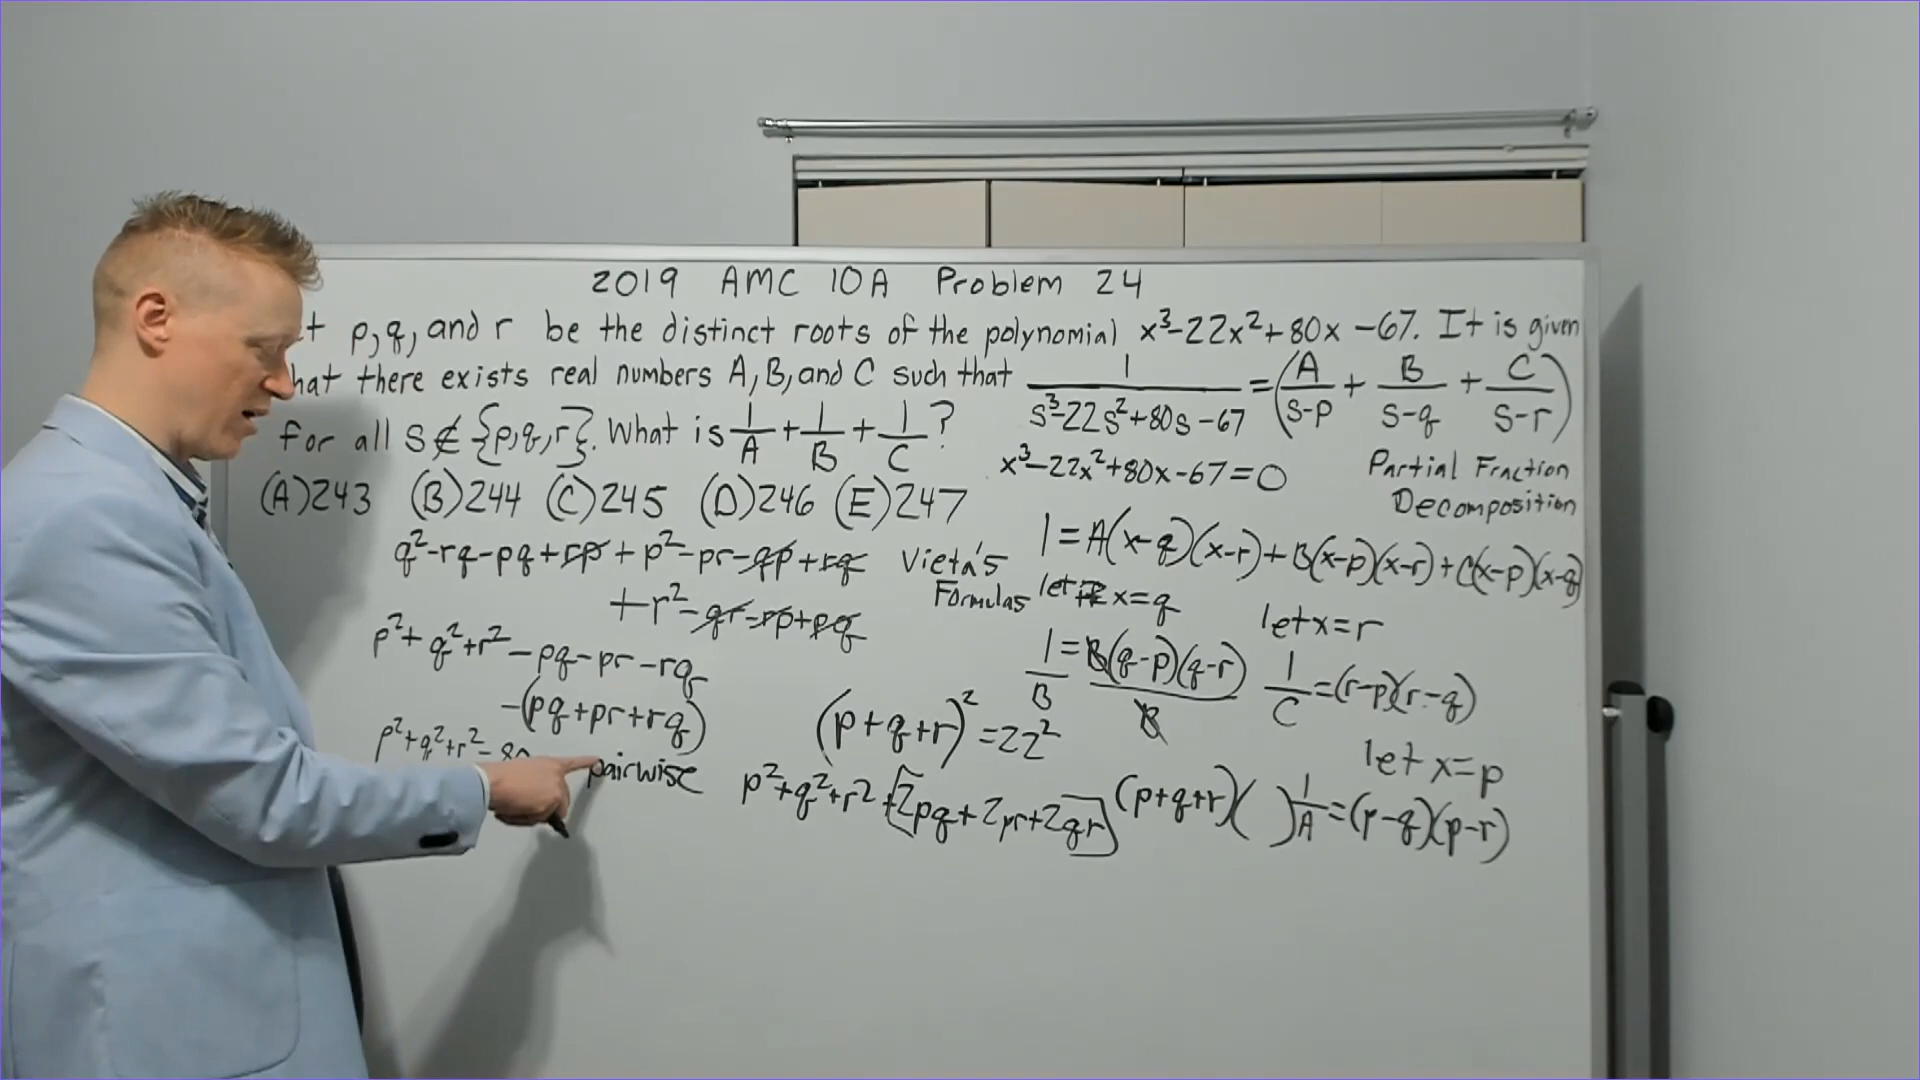 2019 AMC 10A Problem 24
t p,q,and r be the distinct roots of the polynomial x³-22x²+80x-67. It is given
hat there exists real numbers A, B, and C such that 1/(s³-22s²+80s-67) = (A/(s-p) + B/(s-q) + C/(s-r))
for all s∉{p,q,r}. What is 1/A + 1/B + 1/C?
x³-22x²+80x-67=0
Partial Fraction
Decomposition
(A)243 (B)244 (C)245 (D)246 (E)247
1=A(x-q)(x-r)+B(x-p)(x-r)+C(x-p)(x-q)
q²-rq-pq+rp+p²-pr-qp+rq
+r²-qr-rp+pq
Vieta's
Formulas
let x=q
let x=r
p²+q²+r²-pq-pr-rq
1/B=B(q-p)(q-r)/B
1/C=(r-p)(r-q)
-(pq+pr+rq)
(p+q+r)²=22²
p²+q²+r²-80
pairwise
let x=p
p²+q²+r²+[2pq+2pr+2qr]
(p+q+r)( )
1/A=(p-q)(p-r)